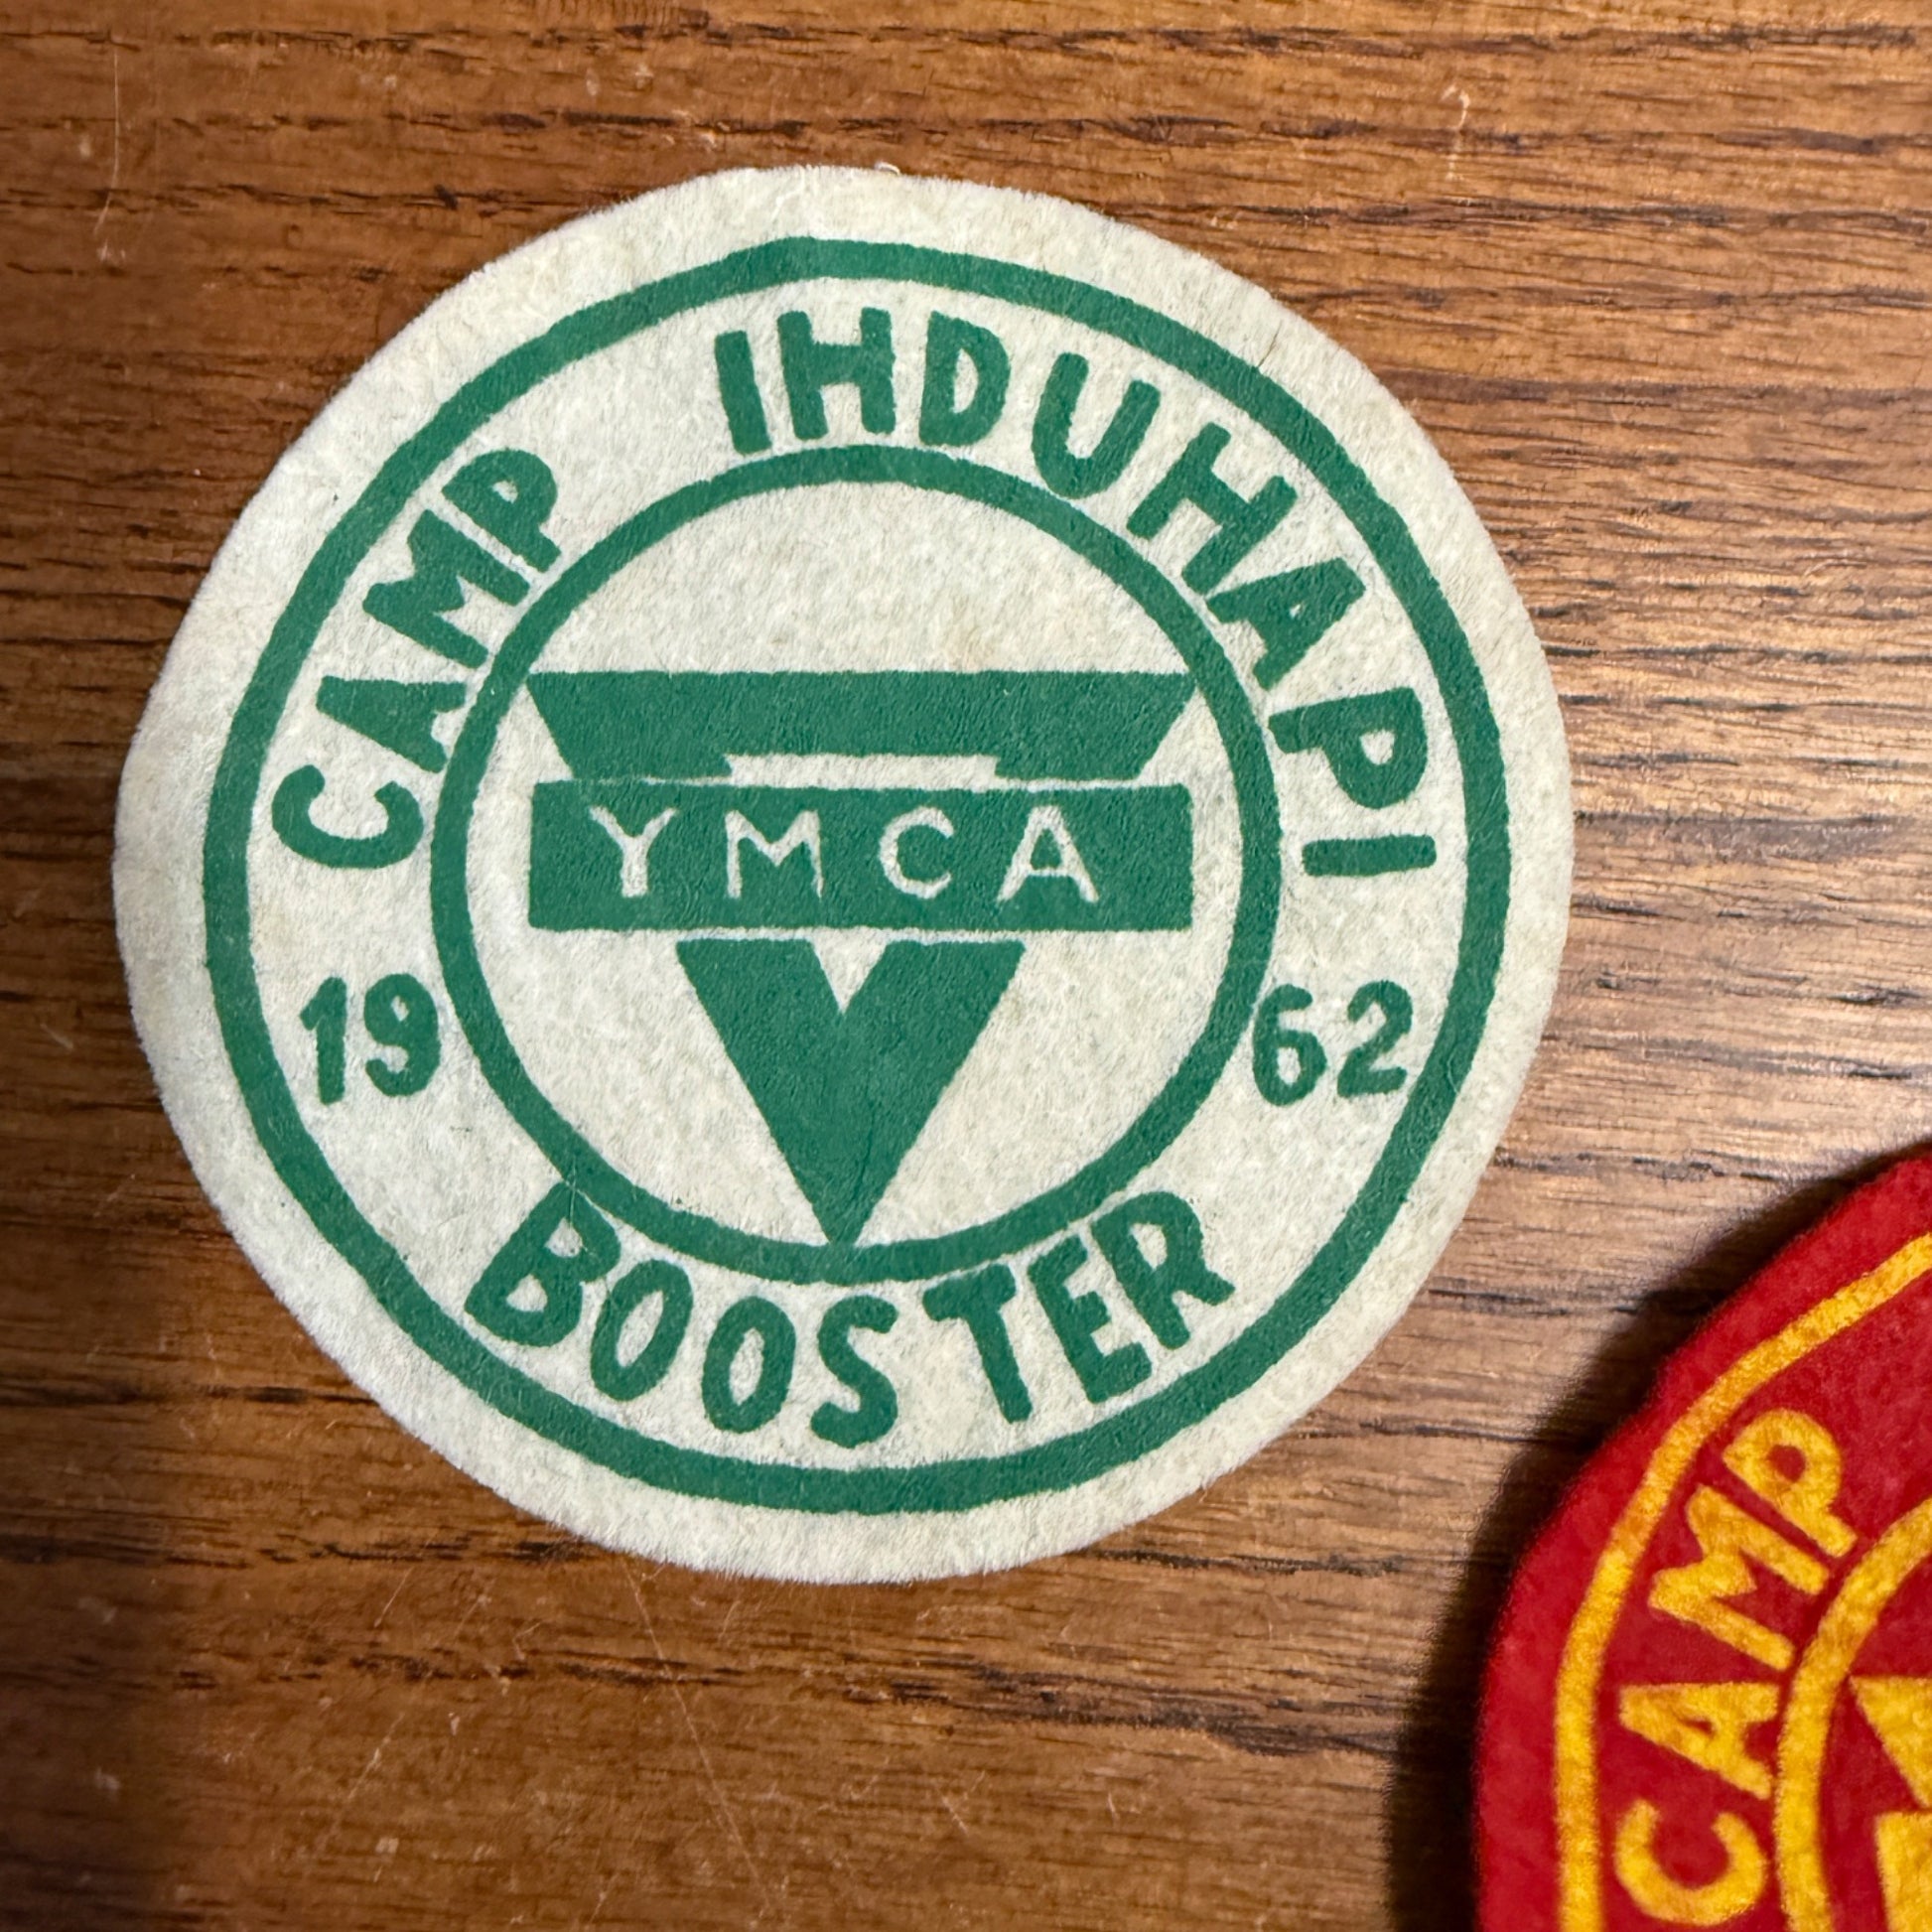 CAMP IHDUHAPI
YMCA
19 62
BOOSTER
CAMP